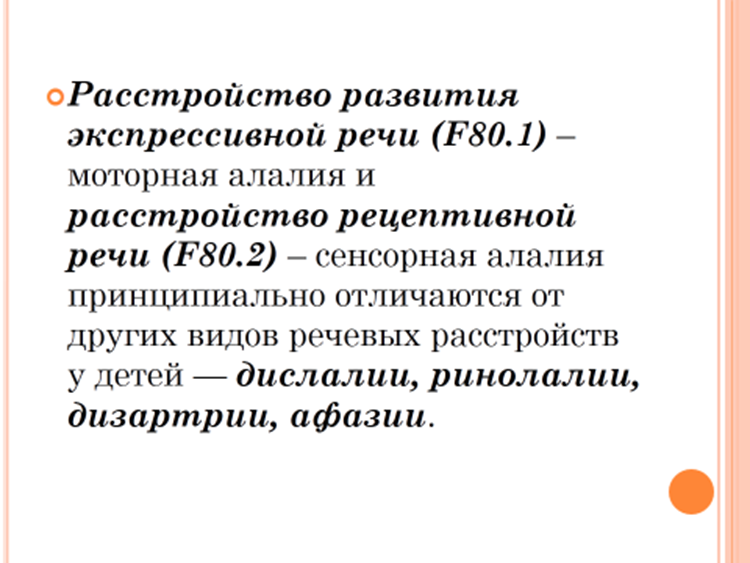 Расстройство развития
экспрессивной речи (F80.1) –
моторная алалия и
расстройство рецептивной
речи (F80.2) – сенсорная алалия
принципиально отличаются от
других видов речевых расстройств
у детей — дислалии, ринолалии,
дизартрии, афазии.